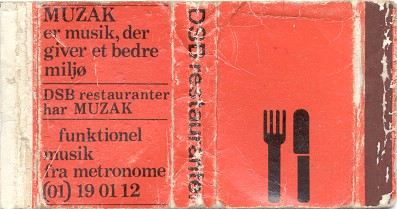 MUZAK
er musik, der
giver et bedre
miljø
DSB restauranter
har MUZAK
funktionel
musik
fra metronome
(01) 19 01 12
DSB restauranter